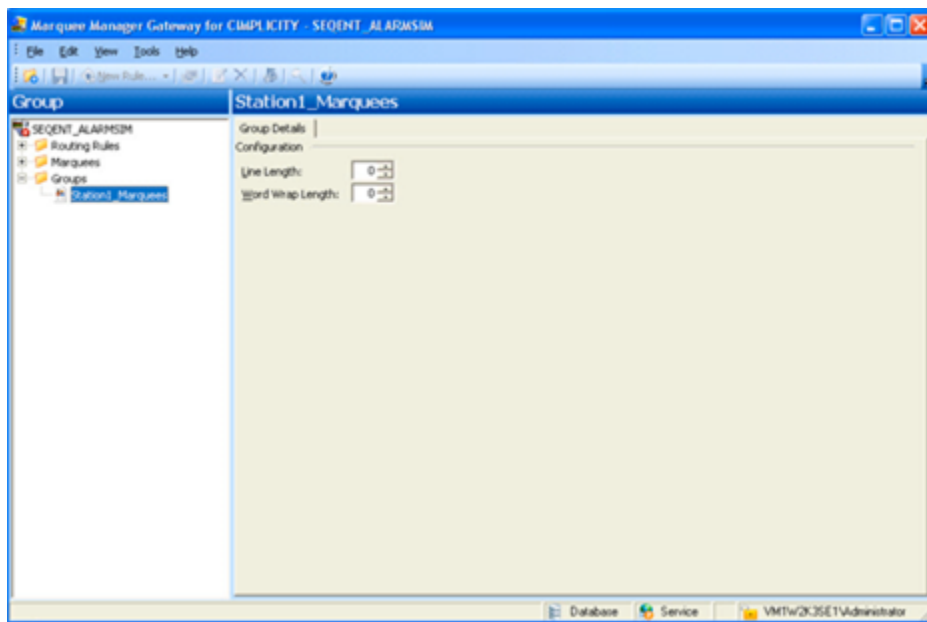 Marquee Manager Gateway for CIMPLICITY - SEQENT_ALARMSIM
File Edit View Tools Help
New Rule...
Group
Station1_Marquees
SEQENT_ALARMSIM
Routing Rules
Marquees
Groups
Station1_Marquees
Group Details
Configuration
Line Length: 0
Word Wrap Length: 0
Database Service VM1W2K3SE1\Administrator